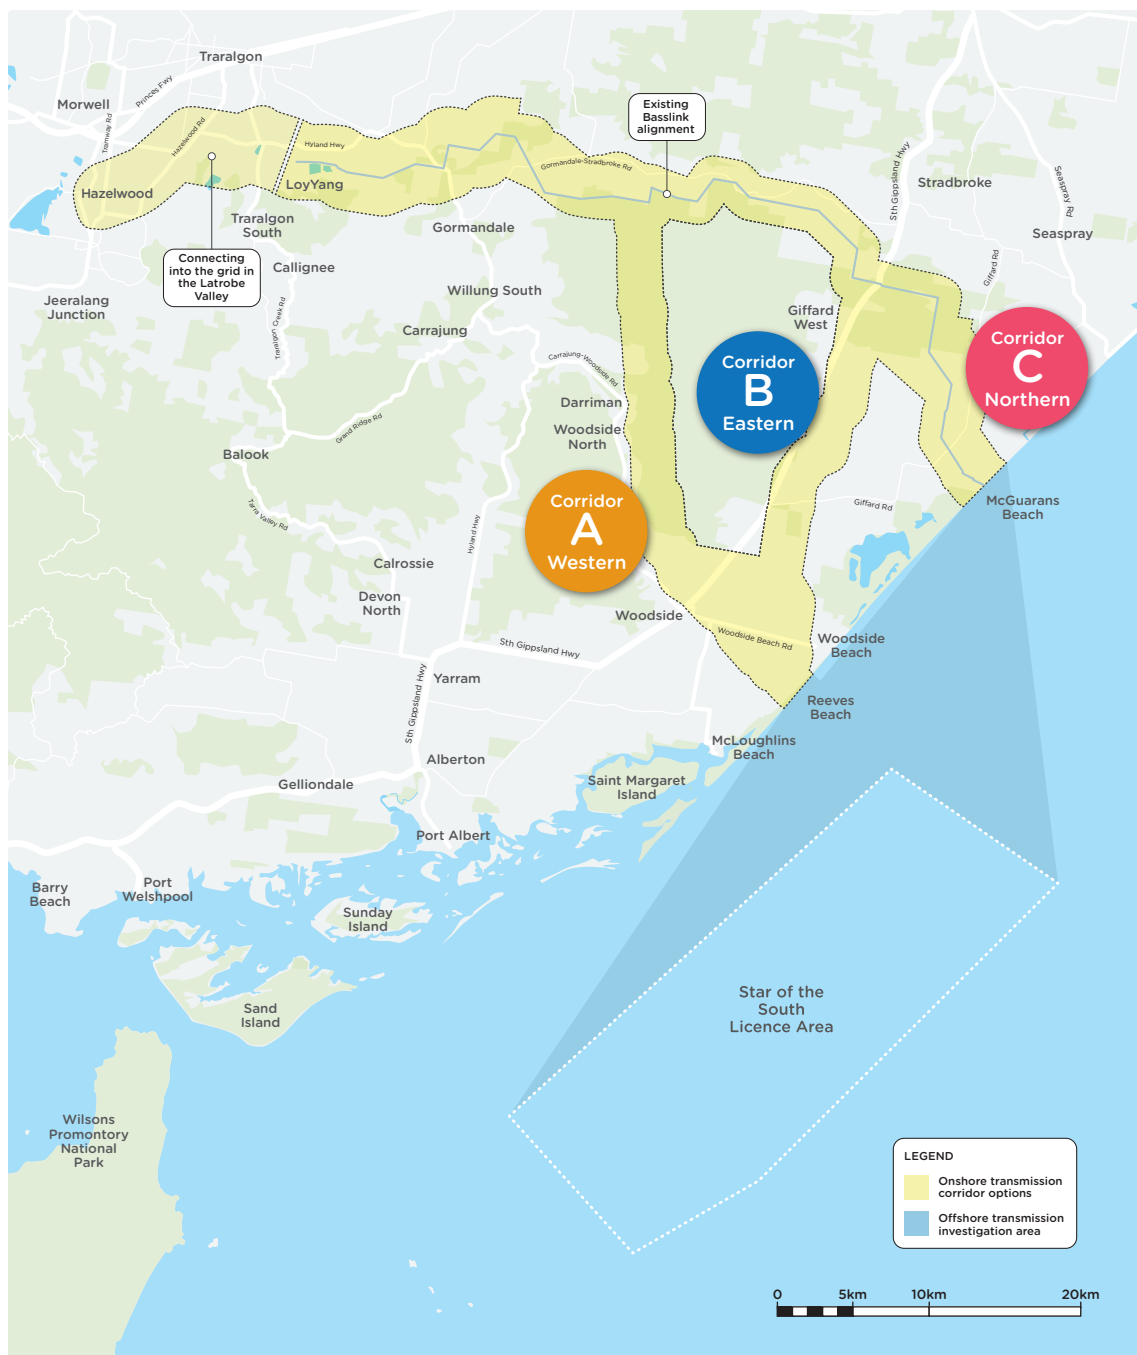 Traralgon
Morwell
Princes Fwy
Tramway Rd
Hazelwood Rd
Hyland Hwy
Existing
Basslink
alignment
Gormandale-Stradbroke Rd
Sth Gippsland Hwy
Stradbroke
Seaspray Rd
Seaspray
Giffard Rd
Hazelwood
LoyYang
Traralgon
South
Gormandale
Connecting
into the grid in
the Latrobe
Valley
Callignee
Jeeralang
Junction
Traralgon Creek Rd
Willung South
Carrajung
Carrajung-Woodside Rd
Giffard
West
Corridor
B
Eastern
Corridor
C
Northern
Darriman
Woodside
North
Grand Ridge Rd
Balook
Tarra Valley Rd
Hyland Hwy
Corridor
A
Western
Giffard Rd
McGuarans
Beach
Calrossie
Devon
North
Woodside
Woodside Beach Rd
Woodside
Beach
Sth Gippsland Hwy
Sth Gippsland Hwy
Yarram
Reeves
Beach
McLoughlins
Beach
Alberton
Gelliondale
Saint Margaret
Island
Port Albert
Barry
Beach
Port
Welshpool
Sunday
Island
Sand
Island
Star of the
South
Licence Area
Wilsons
Promontory
National
Park
LEGEND
Onshore transmission
corridor options
Offshore transmission
investigation area
0 5km 10km 20km